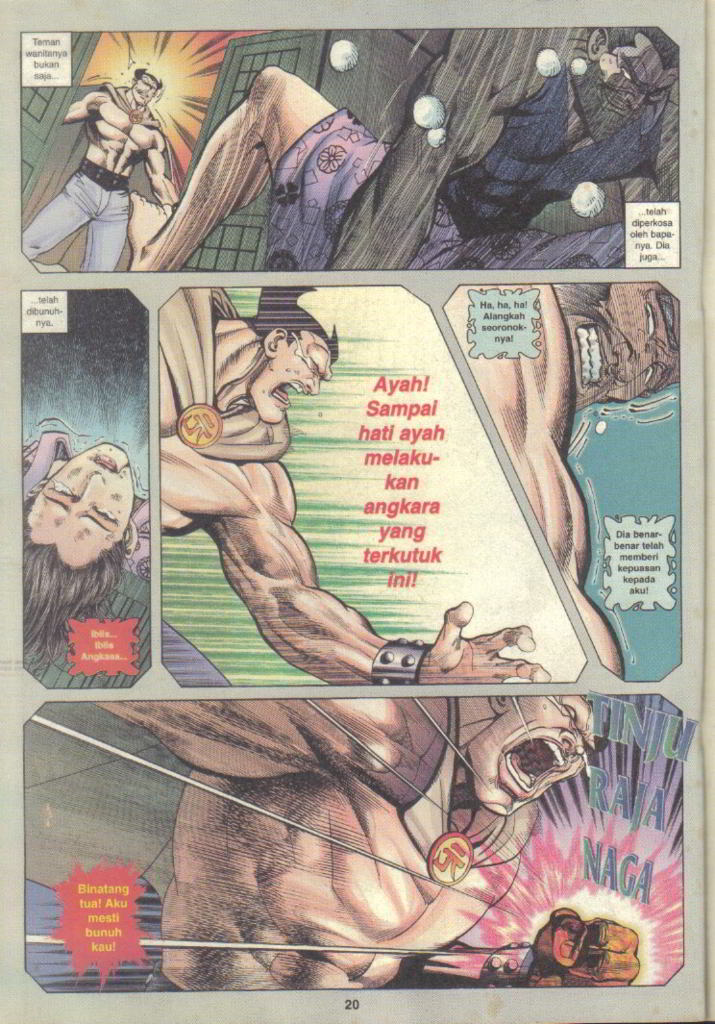 Teman
wanitanya
bukan
saja...
...telah
diperkosa
oleh bapa-
nya. Dia
juga...
...telah
dibunuh-
nya.
Iblis...
Iblis
Angkasa...
Ayah!
Sampai
hati ayah
melaku-
kan
angkara
yang
terkutuk
ini!
Ha, ha, ha!
Alangkah
seoronok-
nya!
Dia benar-
benar telah
memberi
kepuasan
kepada
aku!
TINJU
RAJA
NAGA
Binatang
tua! Aku
mesti
bunuh
kau!
20